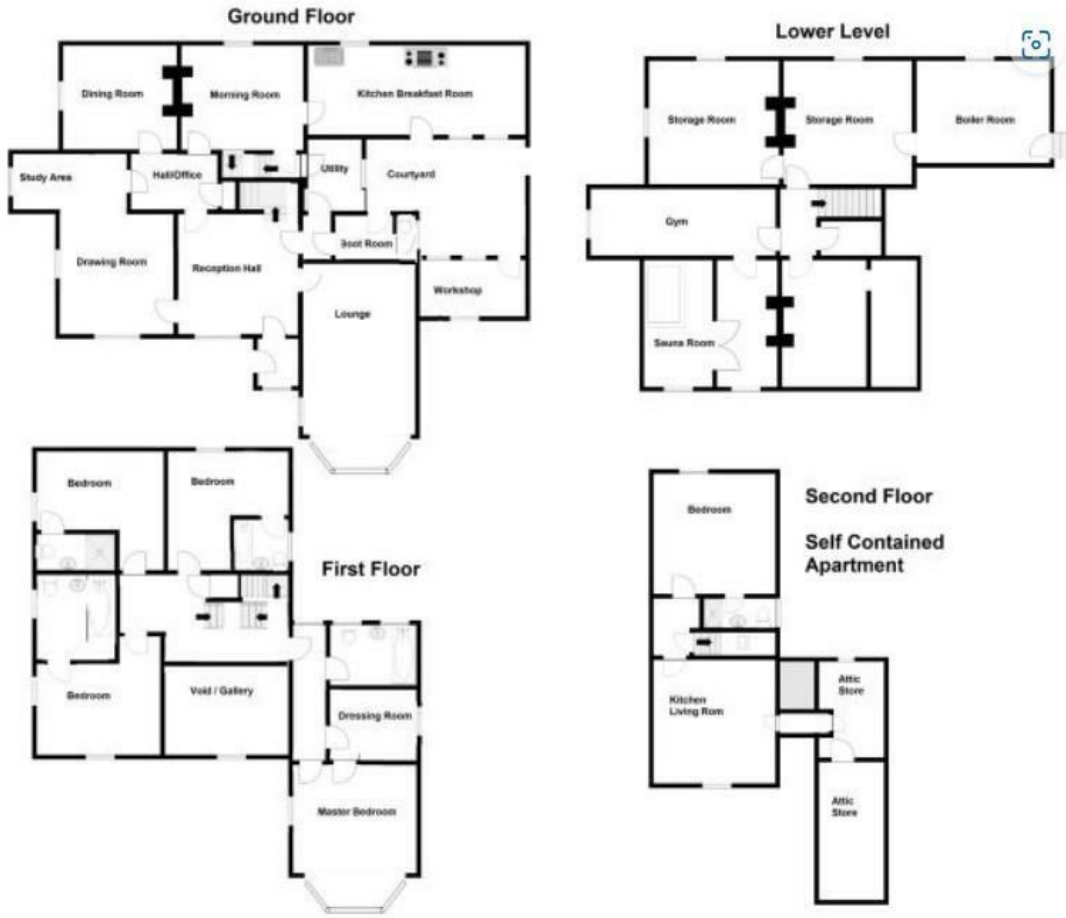 Ground Floor
Dining Room
Morning Room
Kitchen Breakfast Room
Study Area
Hall/Office
Utility
Courtyard
Drawing Room
Reception Hall
Boot Room
Workshop
Lounge
Lower Level
Storage Room
Storage Room
Boiler Room
Gym
Sauna Room
First Floor
Bedroom
Bedroom
Bedroom
Void / Gallery
Dressing Room
Master Bedroom
Second Floor
Self Contained
Apartment
Bedroom
Kitchen
Living Rom
Attic
Store
Attic
Store